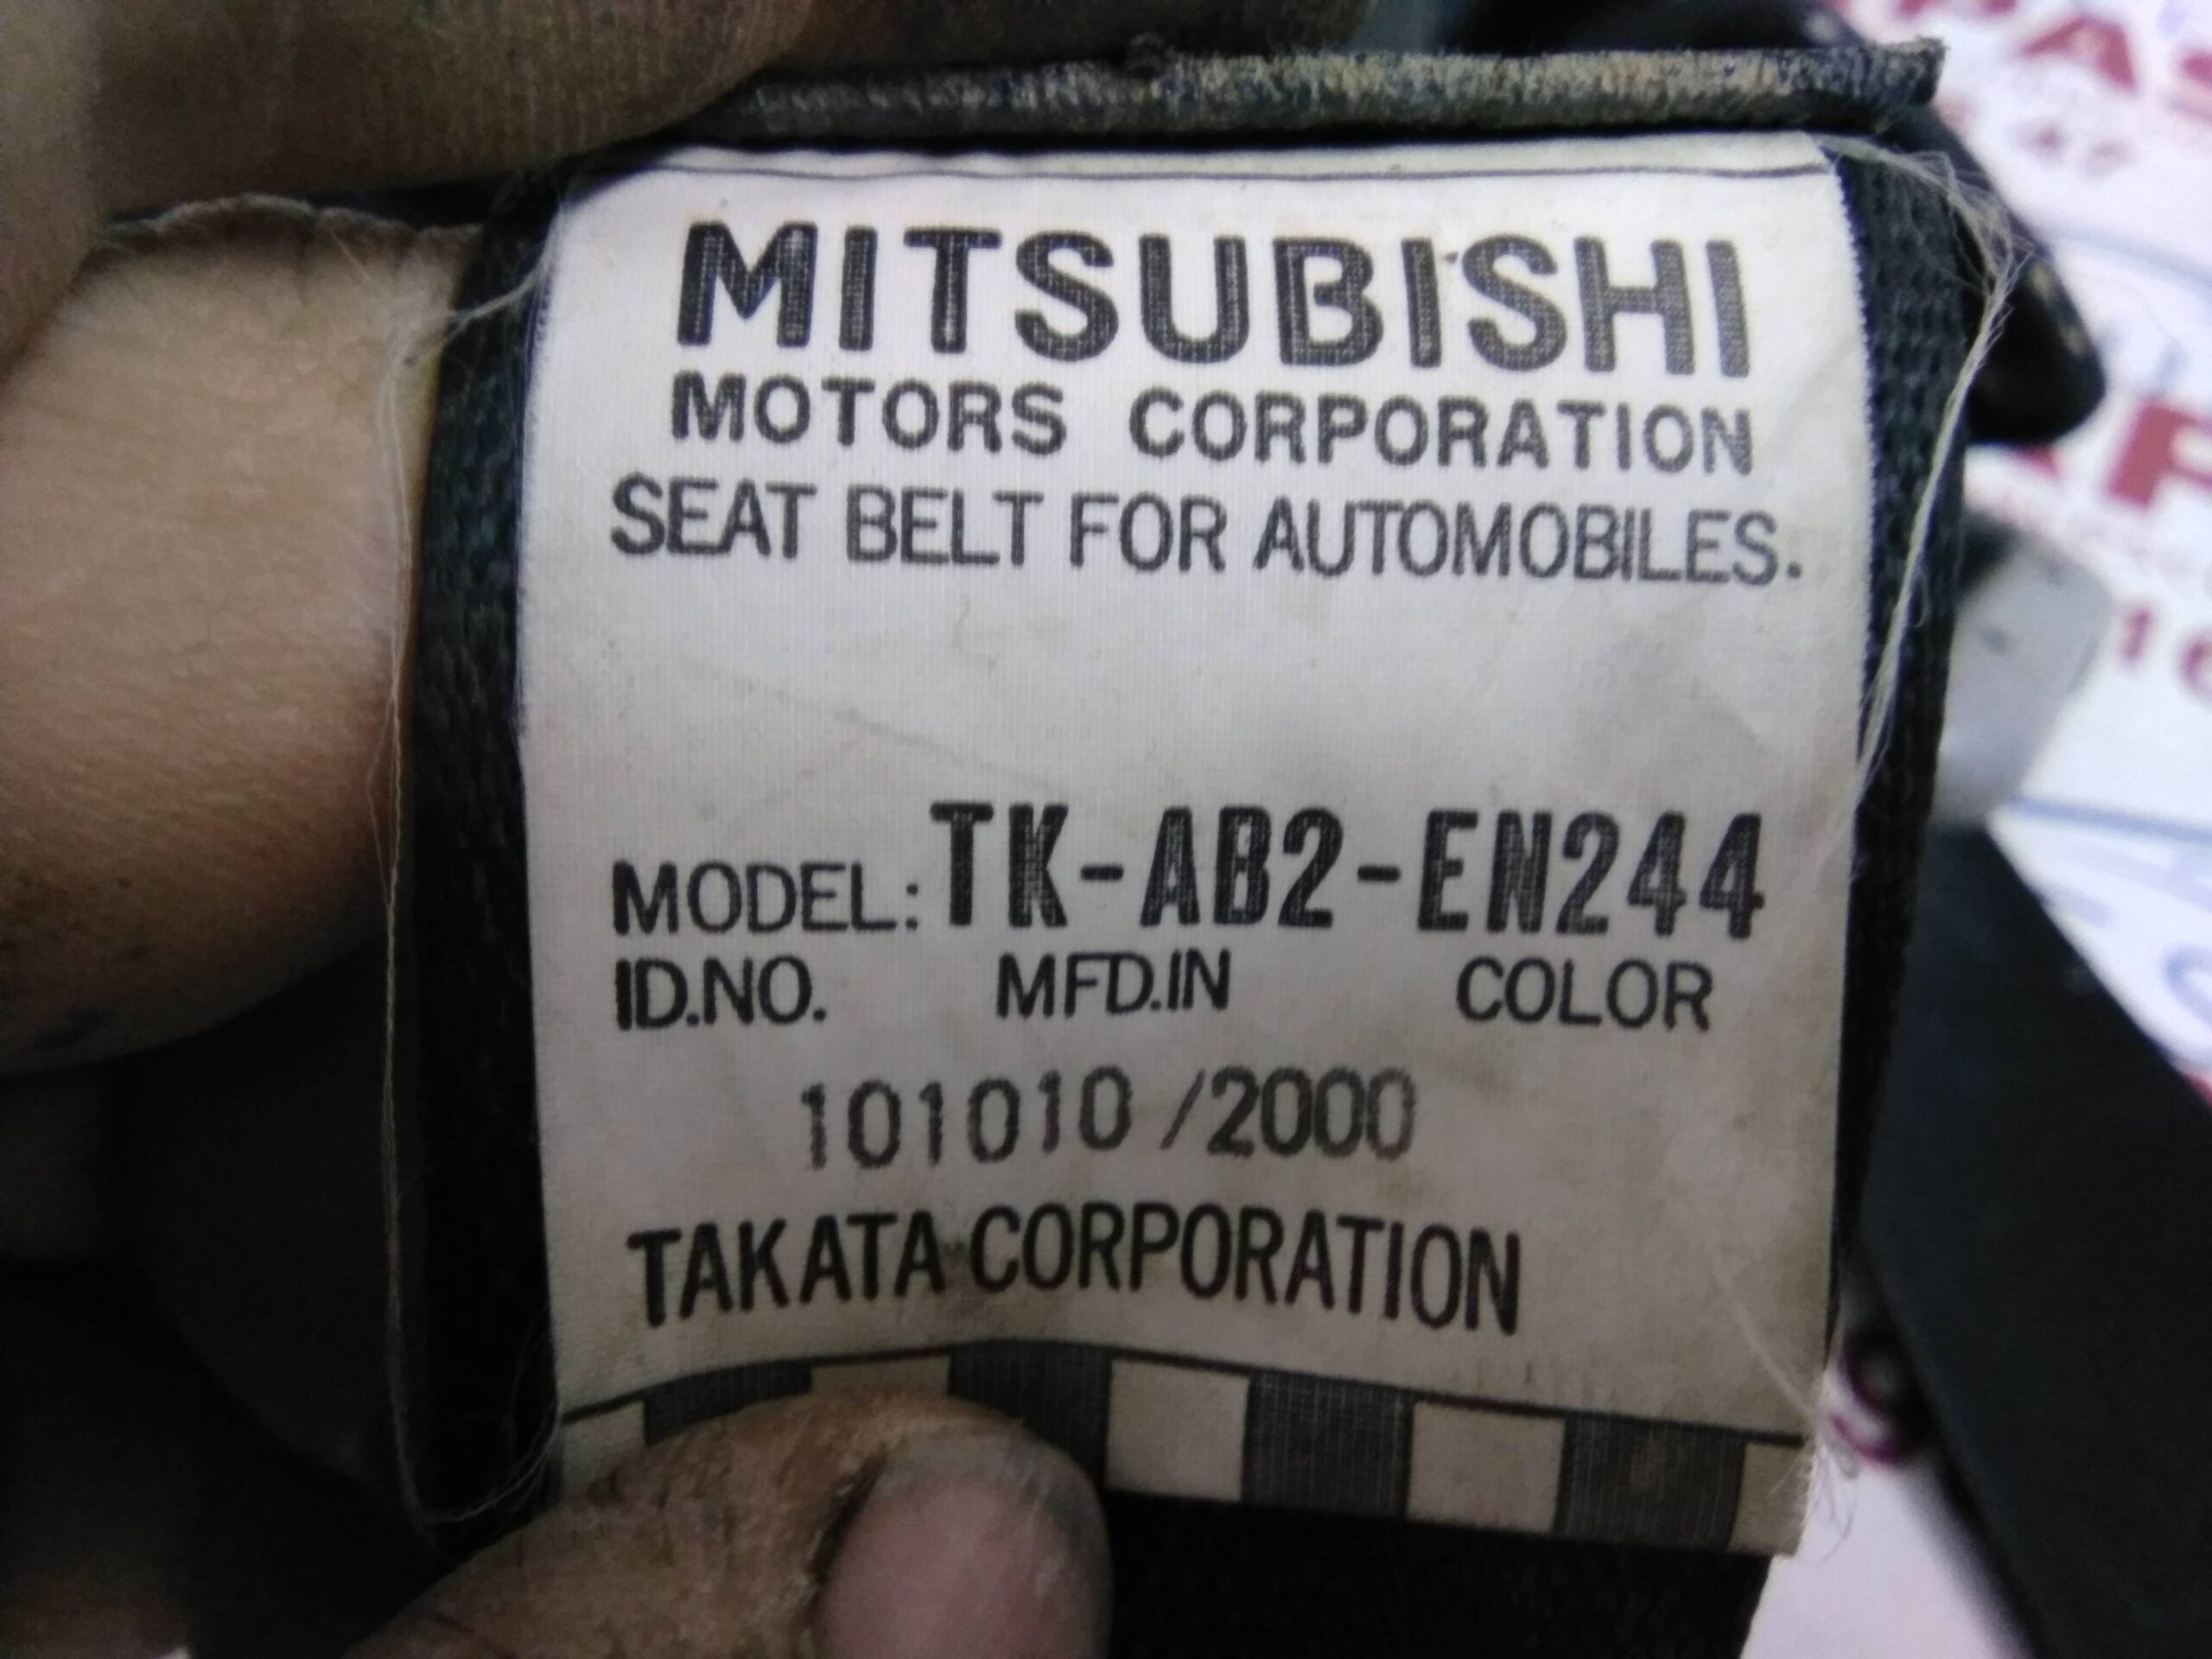 MITSUBISHI
MOTORS CORPORATION
SEAT BELT FOR AUTOMOBILES.
MODEL: TK-AB2-EN244
ID.NO. MFD.IN COLOR
101010 /2000
TAKATA CORPORATION